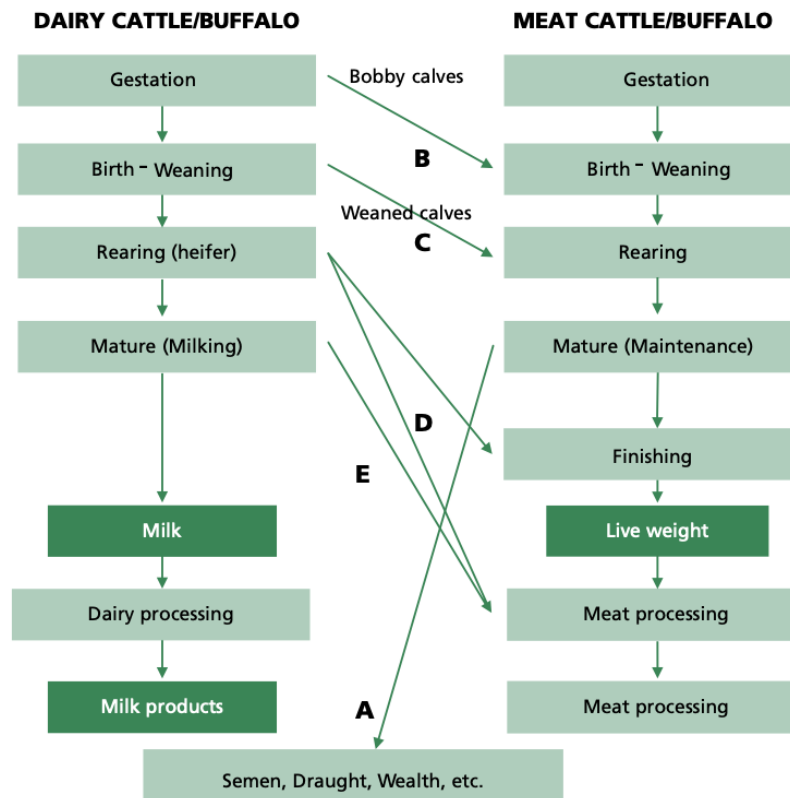 DAIRY CATTLE/BUFFALO
MEAT CATTLE/BUFFALO
Gestation
Bobby calves
Gestation
B
Birth - Weaning
Birth - Weaning
Weaned calves
C
Rearing (heifer)
Rearing
Mature (Milking)
Mature (Maintenance)
D
E
Finishing
Milk
Live weight
Dairy processing
Meat processing
Milk products
A
Meat processing
Semen, Draught, Wealth, etc.